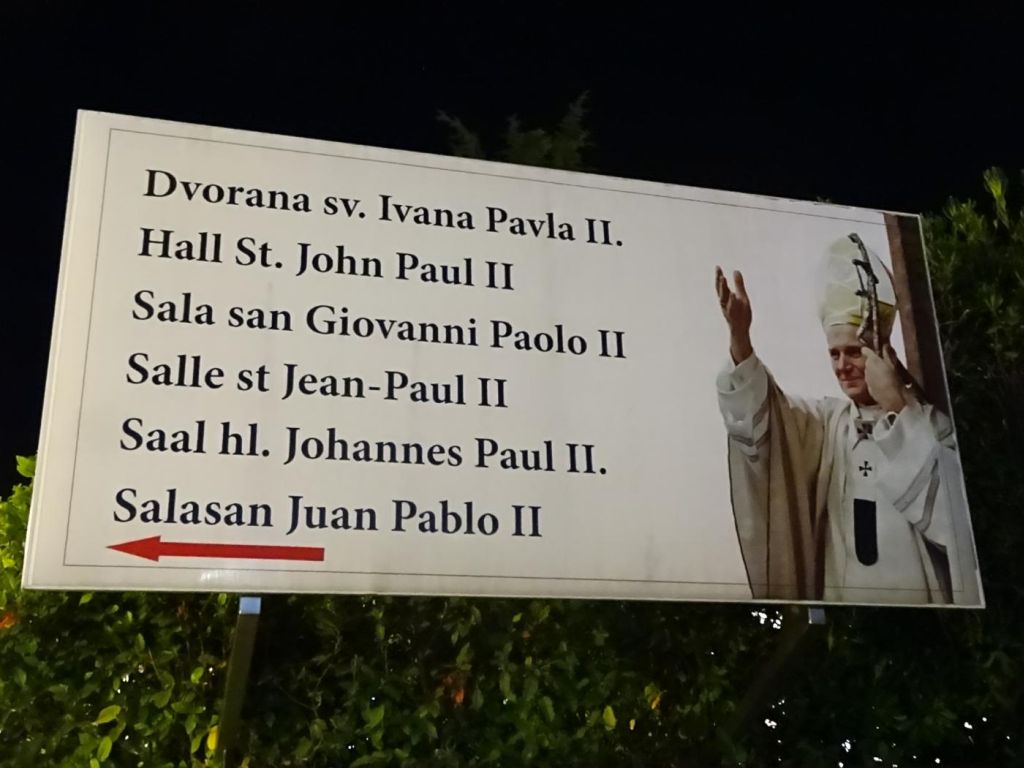 Dvorana sv. Ivana Pavla II.
Hall St. John Paul II
Sala san Giovanni Paolo II
Salle st Jean-Paul II
Saal hl. Johannes Paul II.
Salasan Juan Pablo II